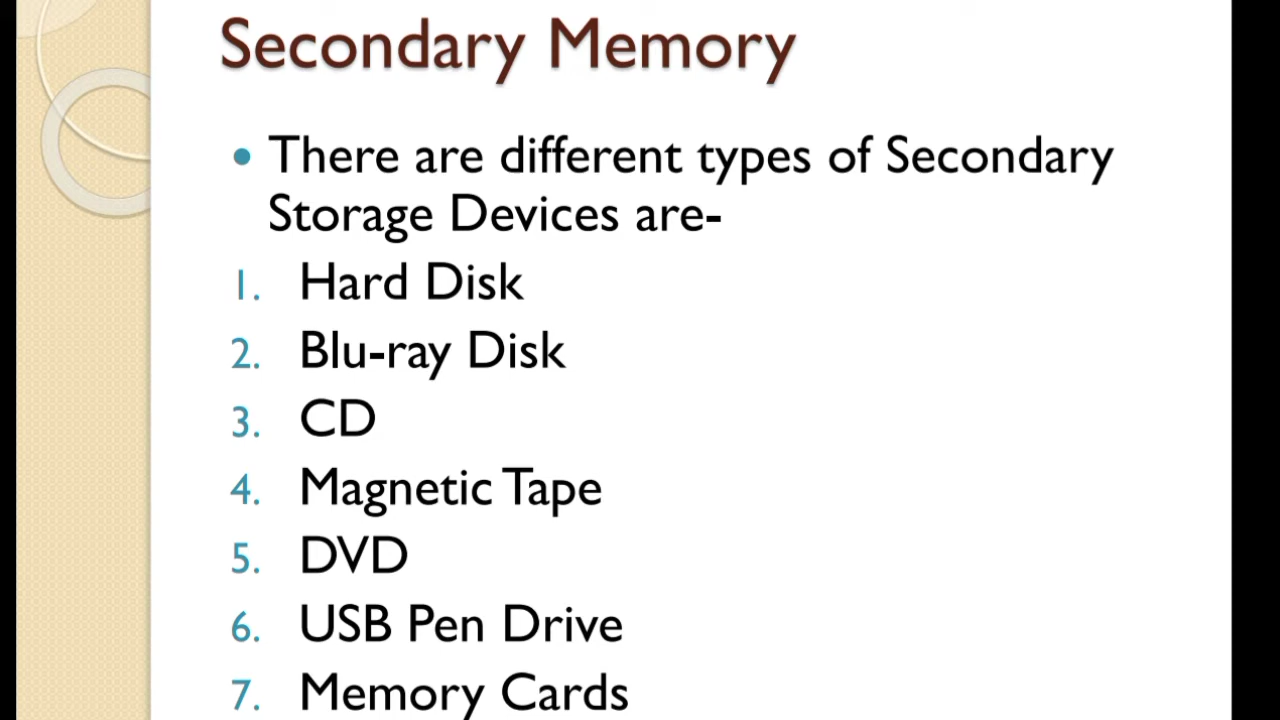 Secondary Memory
• There are different types of Secondary
Storage Devices are-
1. Hard Disk
2. Blu-ray Disk
3. CD
4. Magnetic Tape
5. DVD
6. USB Pen Drive
7. Memory Cards